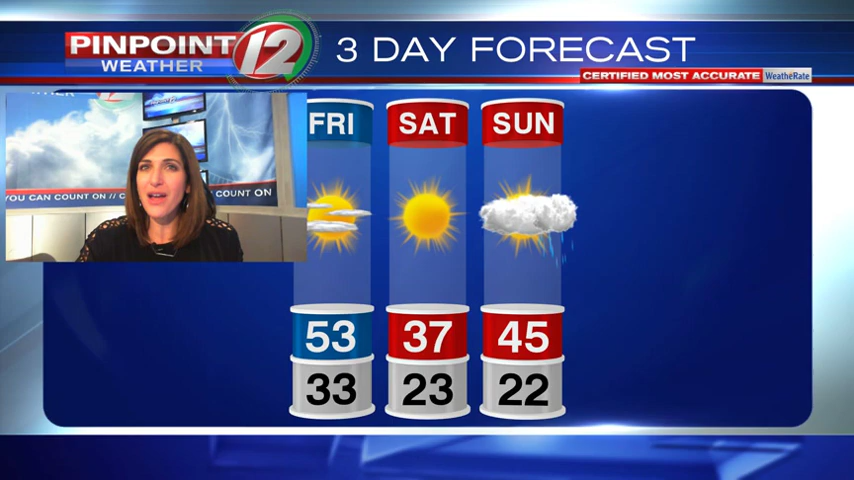 PINPOINT 12
WEATHER
3 DAY FORECAST
CERTIFIED MOST ACCURATE WeatheRate
YOU CAN COUNT ON // C COUNT ON
FRI SAT SUN
53 37 45
33 23 22